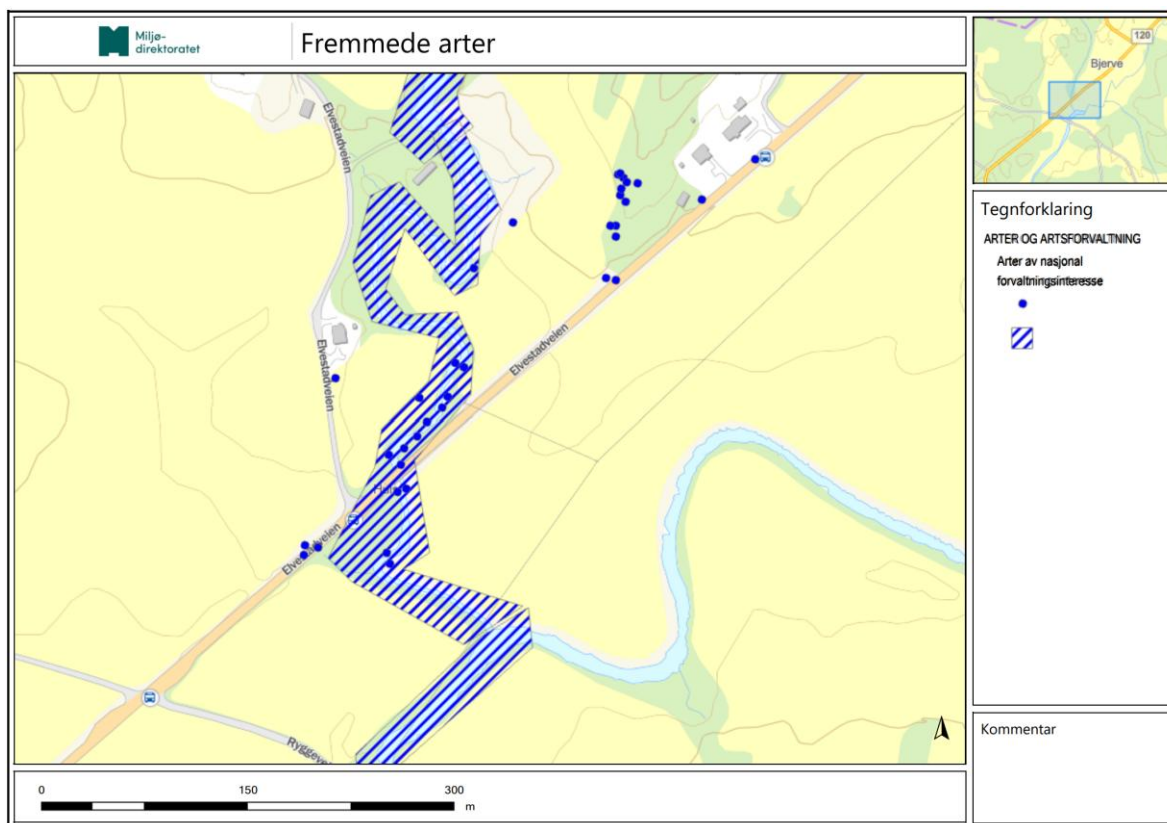 Miljø-
direktoratet
Fremmede arter
120
Bjerve
Elvestadveien
Elvestadveien
Elvestadveien
Elvestadveien
Tegnforklaring
ARTER OG ARTSFORVALTNING
Arter av nasjonal
forvaltningsinteresse
Kommentar
0 150 300
m